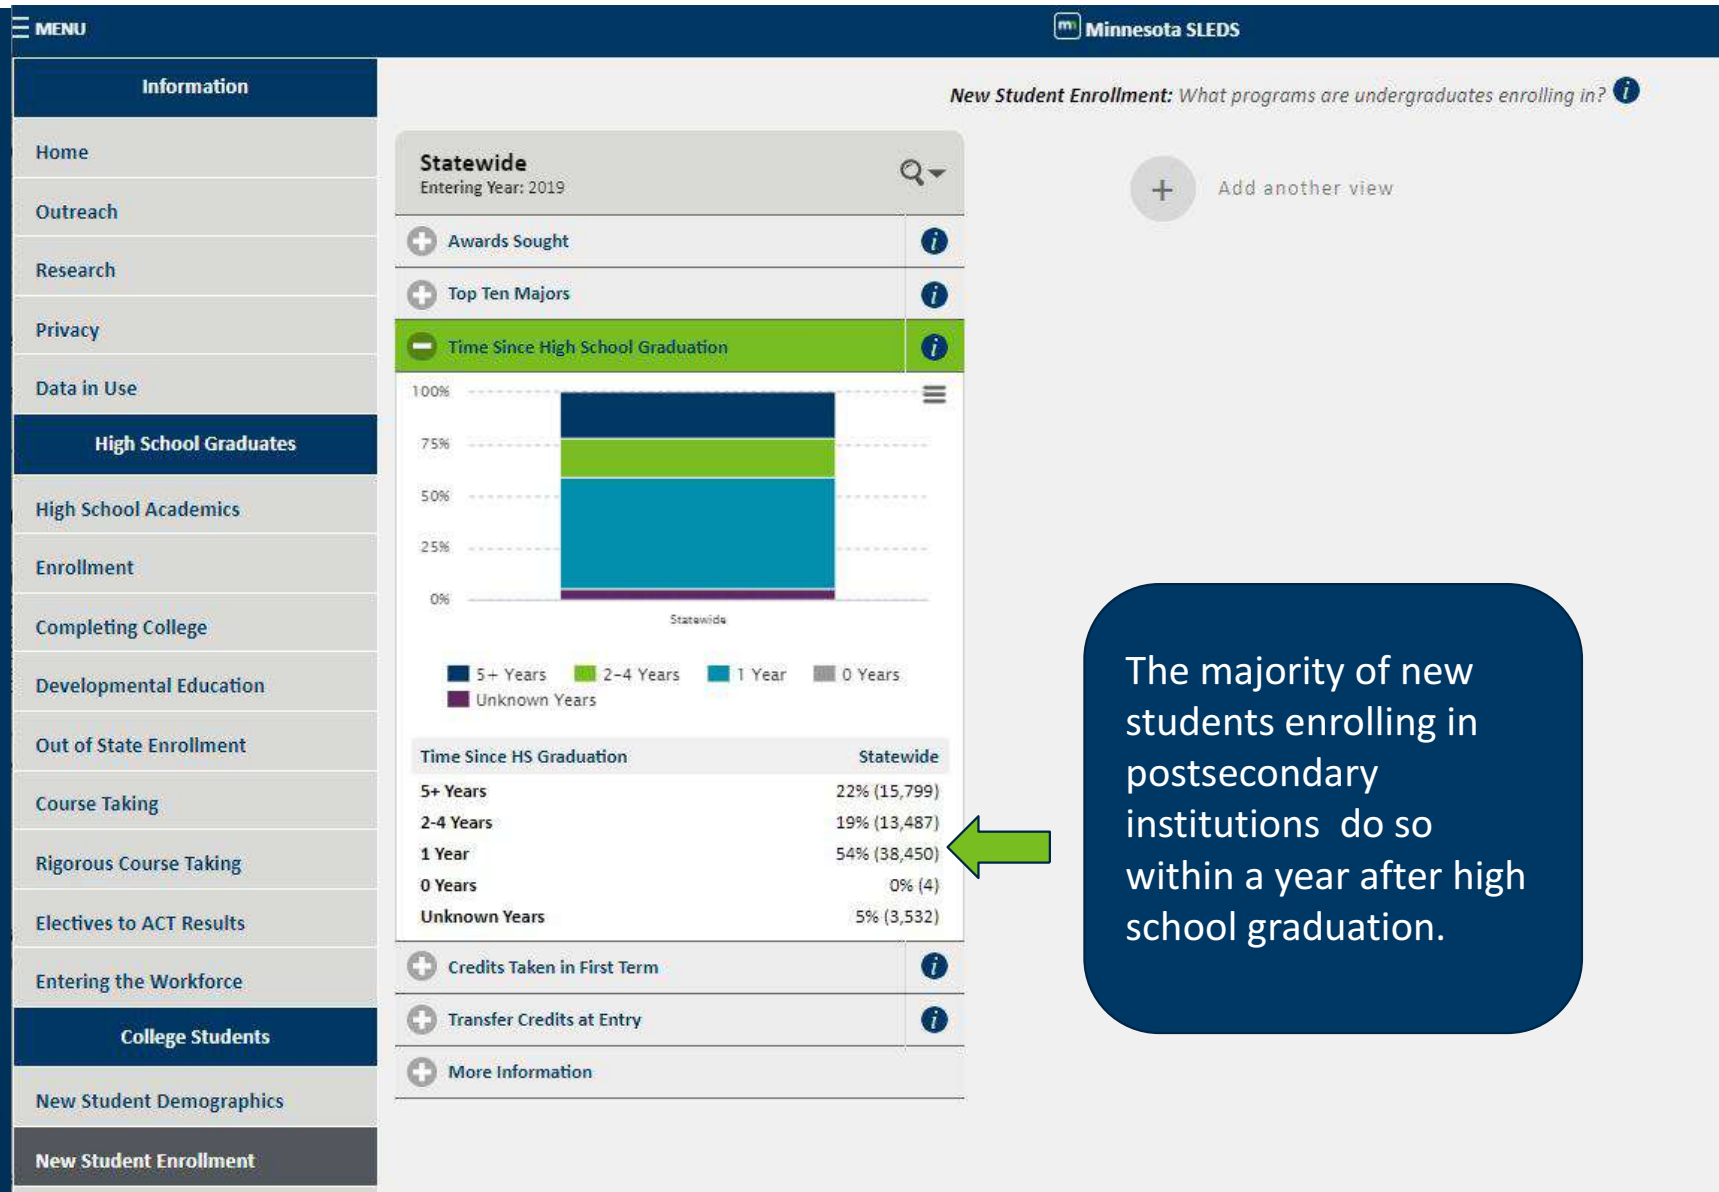 MENU
Minnesota SLEDS
Information
Home
Outreach
Research
Privacy
Data in Use
High School Graduates
High School Academics
Enrollment
Completing College
Developmental Education
Out of State Enrollment
Course Taking
Rigorous Course Taking
Electives to ACT Results
Entering the Workforce
College Students
New Student Demographics
New Student Enrollment
New Student Enrollment: What programs are undergraduates enrolling in? i
Statewide
Entering Year: 2019
+ Add another view
Awards Sought i
Top Ten Majors i
Time Since High School Graduation i
100%
75%
50%
25%
0%
Statewide
5+ Years 2-4 Years 1 Year 0 Years
Unknown Years
Time Since HS Graduation Statewide
5+ Years 22% (15,799)
2-4 Years 19% (13,487)
1 Year 54% (38,450)
0 Years 0% (4)
Unknown Years 5% (3,532)
Credits Taken in First Term i
Transfer Credits at Entry i
More Information
The majority of new
students enrolling in
postsecondary
institutions do so
within a year after high
school graduation.